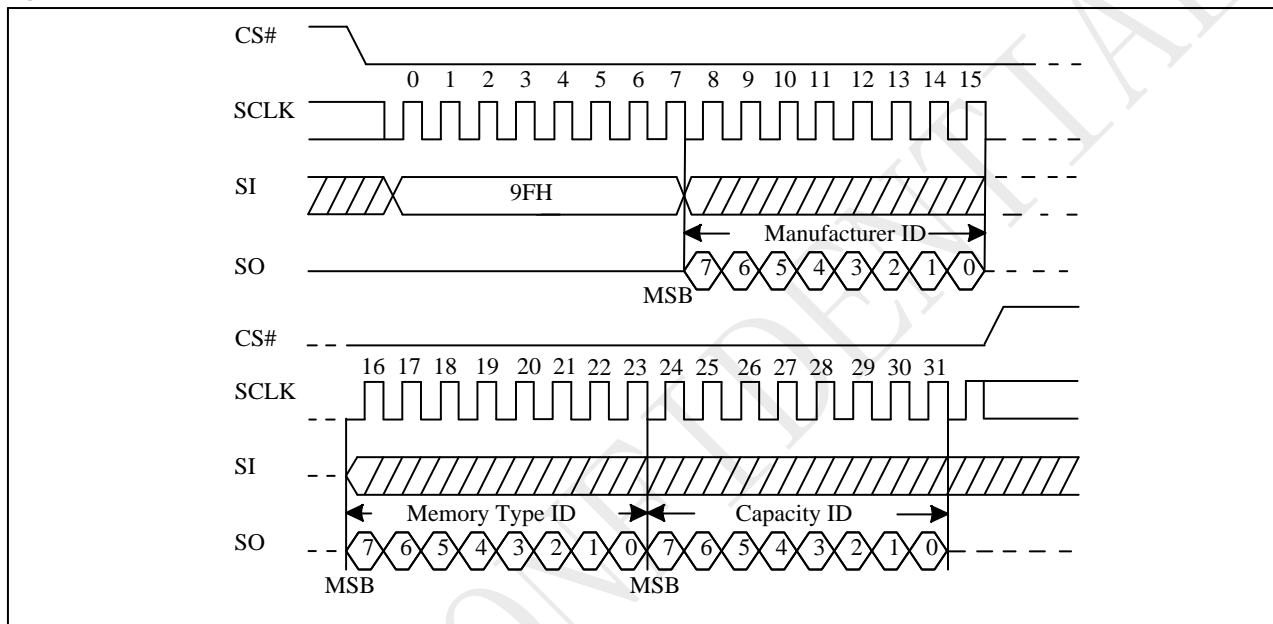 CS#
0 1 2 3 4 5 6 7 8 9 10 11 12 13 14 15
SCLK
SI 9FH
Manufacturer ID
SO 7 6 5 4 3 2 1 0
MSB
CS#
16 17 18 19 20 21 22 23 24 25 26 27 28 29 30 31
SCLK
SI
Memory Type ID Capacity ID
SO 7 6 5 4 3 2 1 0 7 6 5 4 3 2 1 0
MSB MSB
ONFIDENTIA